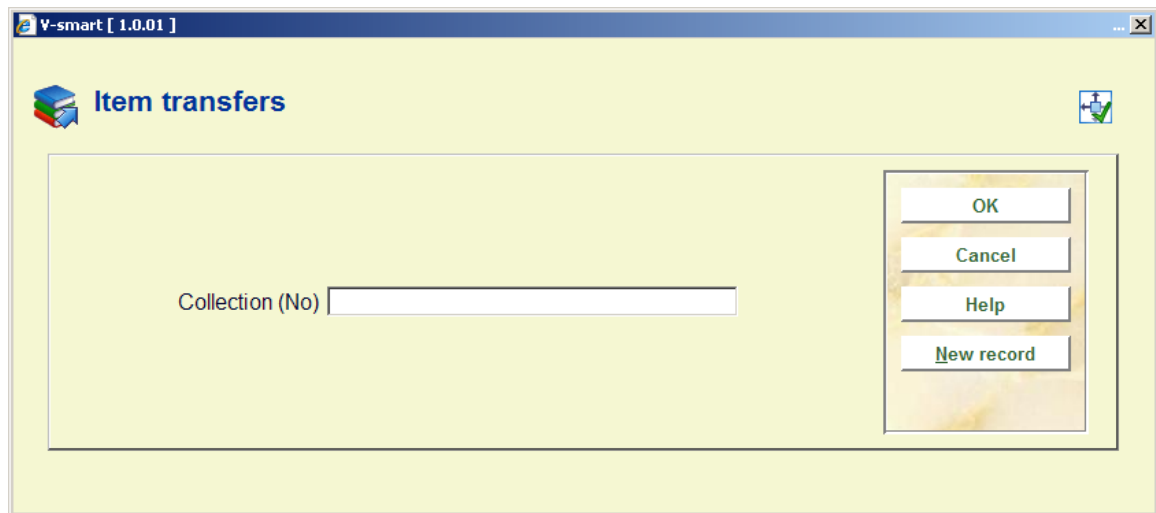 V-smart [ 1.0.01 ]
...
Item transfers
Collection (No)
OK
Cancel
Help
New record